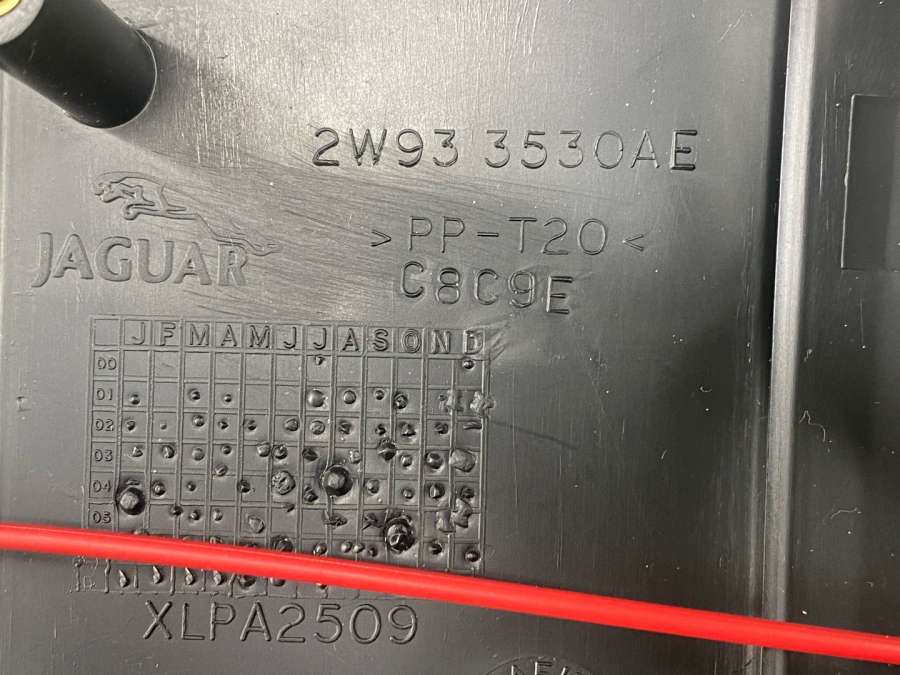 2W93 3530AE
JAGUAR
>PP-T20<
C8C9E
J F M A M J J A S O N D
00
01
02
03
04
05
XLPA2509